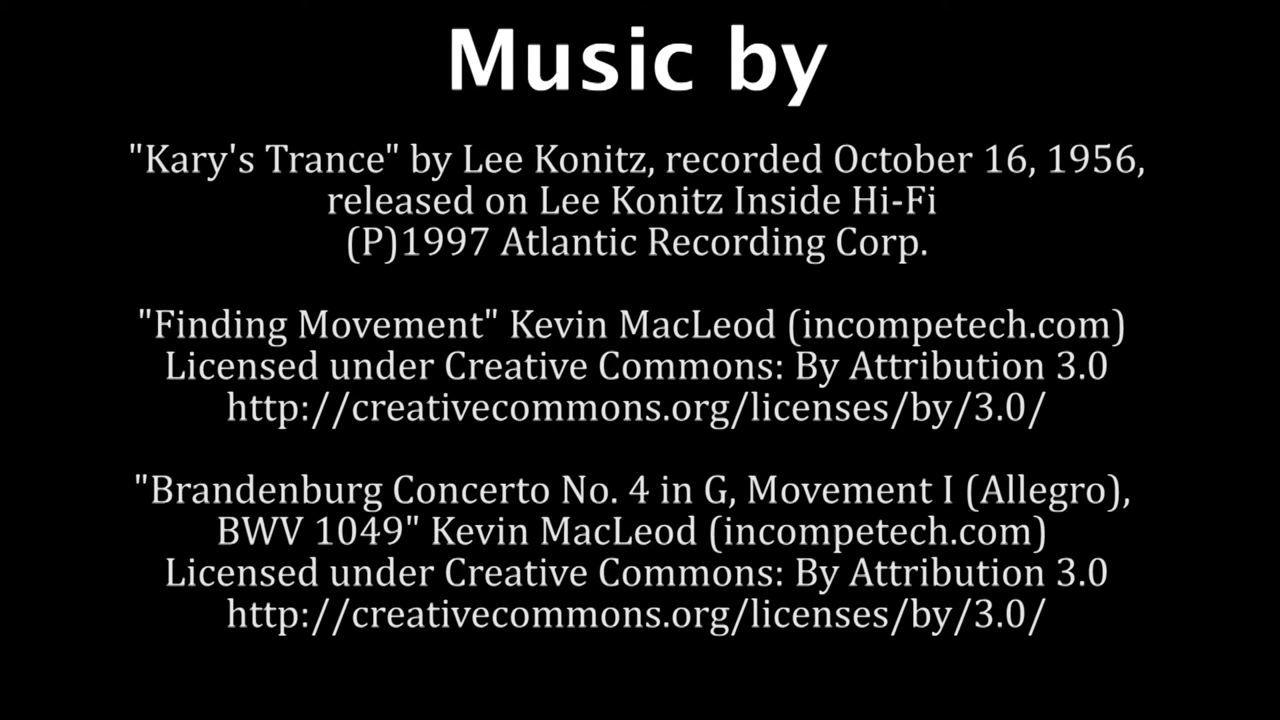 Music by
"Kary's Trance" by Lee Konitz, recorded October 16, 1956,
released on Lee Konitz Inside Hi-Fi
(P)1997 Atlantic Recording Corp.
"Finding Movement" Kevin MacLeod (incompetech.com)
Licensed under Creative Commons: By Attribution 3.0
http://creativecommons.org/licenses/by/3.0/
"Brandenburg Concerto No. 4 in G, Movement I (Allegro),
BWV 1049" Kevin MacLeod (incompetech.com)
Licensed under Creative Commons: By Attribution 3.0
http://creativecommons.org/licenses/by/3.0/